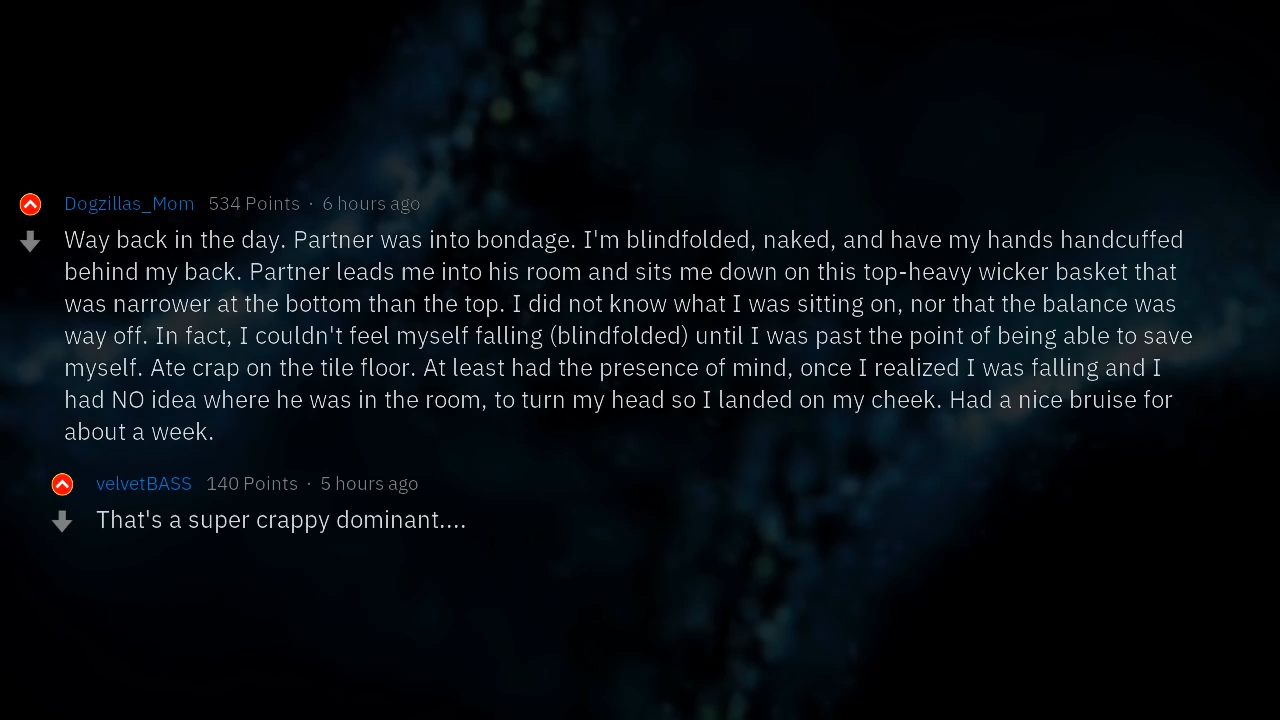 Dogzillas_Mom 534 Points · 6 hours ago
Way back in the day. Partner was into bondage. I'm blindfolded, naked, and have my hands handcuffed
behind my back. Partner leads me into his room and sits me down on this top-heavy wicker basket that
was narrower at the bottom than the top. I did not know what I was sitting on, nor that the balance was
way off. In fact, I couldn't feel myself falling (blindfolded) until I was past the point of being able to save
myself. Ate crap on the tile floor. At least had the presence of mind, once I realized I was falling and I
had NO idea where he was in the room, to turn my head so I landed on my cheek. Had a nice bruise for
about a week.
velvetBASS 140 Points · 5 hours ago
That's a super crappy dominant....